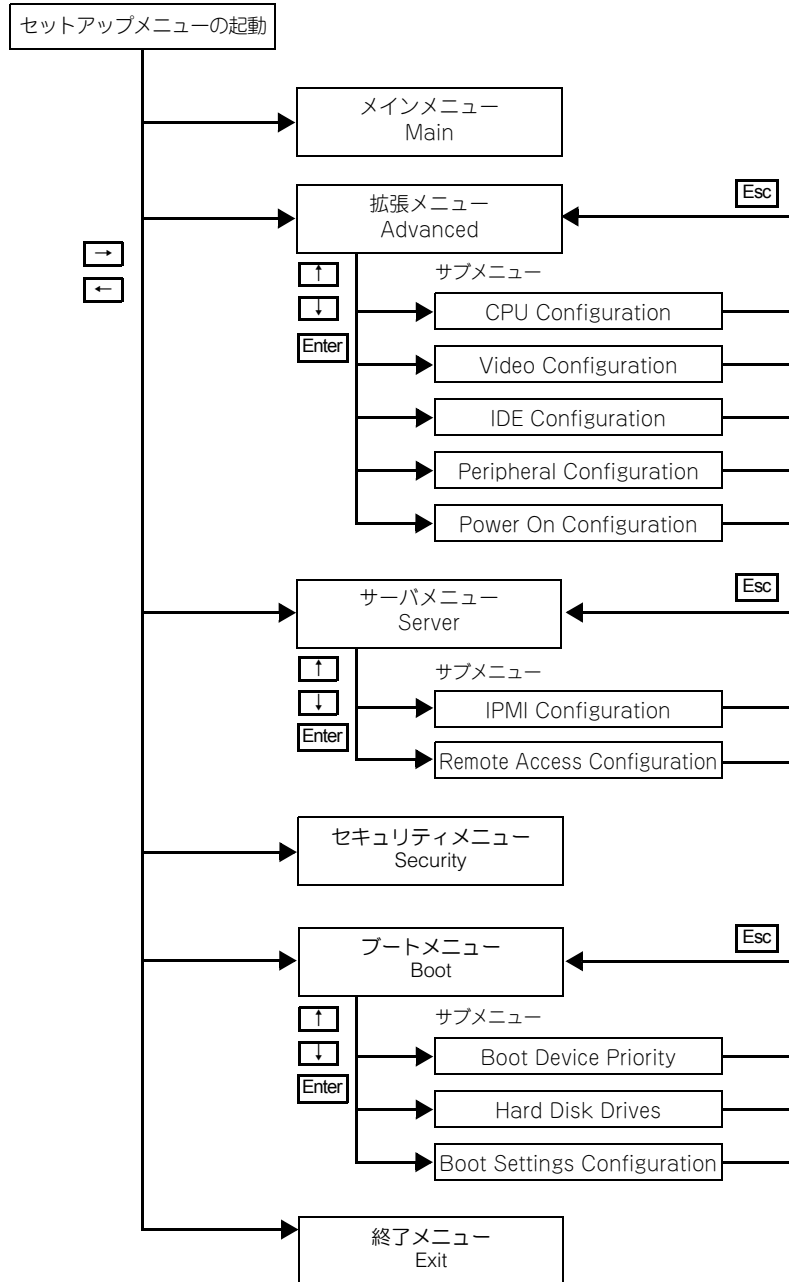 セットアップメニューの起動
メインメニュー
Main
拡張メニュー
Advanced
Esc
→
←
↑
↓
Enter
サブメニュー
CPU Configuration
Video Configuration
IDE Configuration
Peripheral Configuration
Power On Configuration
サーバメニュー
Server
Esc
↑
↓
Enter
サブメニュー
IPMI Configuration
Remote Access Configuration
セキュリティメニュー
Security
ブートメニュー
Boot
Esc
↑
↓
Enter
サブメニュー
Boot Device Priority
Hard Disk Drives
Boot Settings Configuration
終了メニュー
Exit